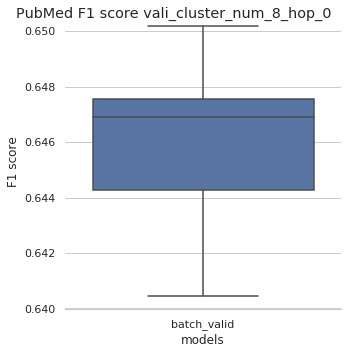 PubMed F1 score vali_cluster_num_8_hop_0
0.650
0.648
0.646
0.644
0.642
0.640
F1 score
batch_valid
models